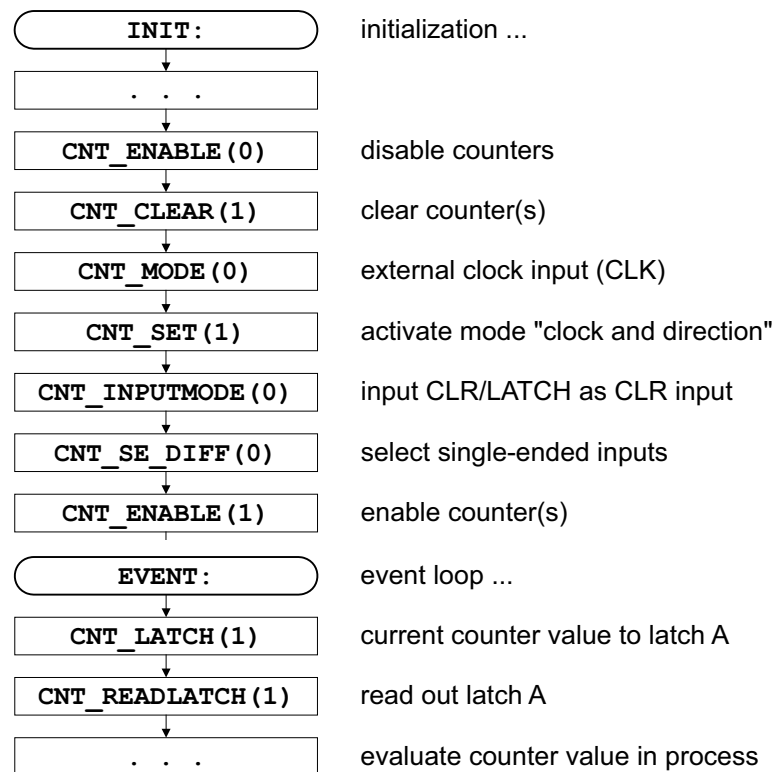 INIT: initialization ...
. . .
CNT_ENABLE(0) disable counters
CNT_CLEAR(1) clear counter(s)
CNT_MODE(0) external clock input (CLK)
CNT_SET(1) activate mode "clock and direction"
CNT_INPUTMODE(0) input CLR/LATCH as CLR input
CNT_SE_DIFF(0) select single-ended inputs
CNT_ENABLE(1) enable counter(s)
EVENT: event loop ...
CNT_LATCH(1) current counter value to latch A
CNT_READLATCH(1) read out latch A
. . . evaluate counter value in process